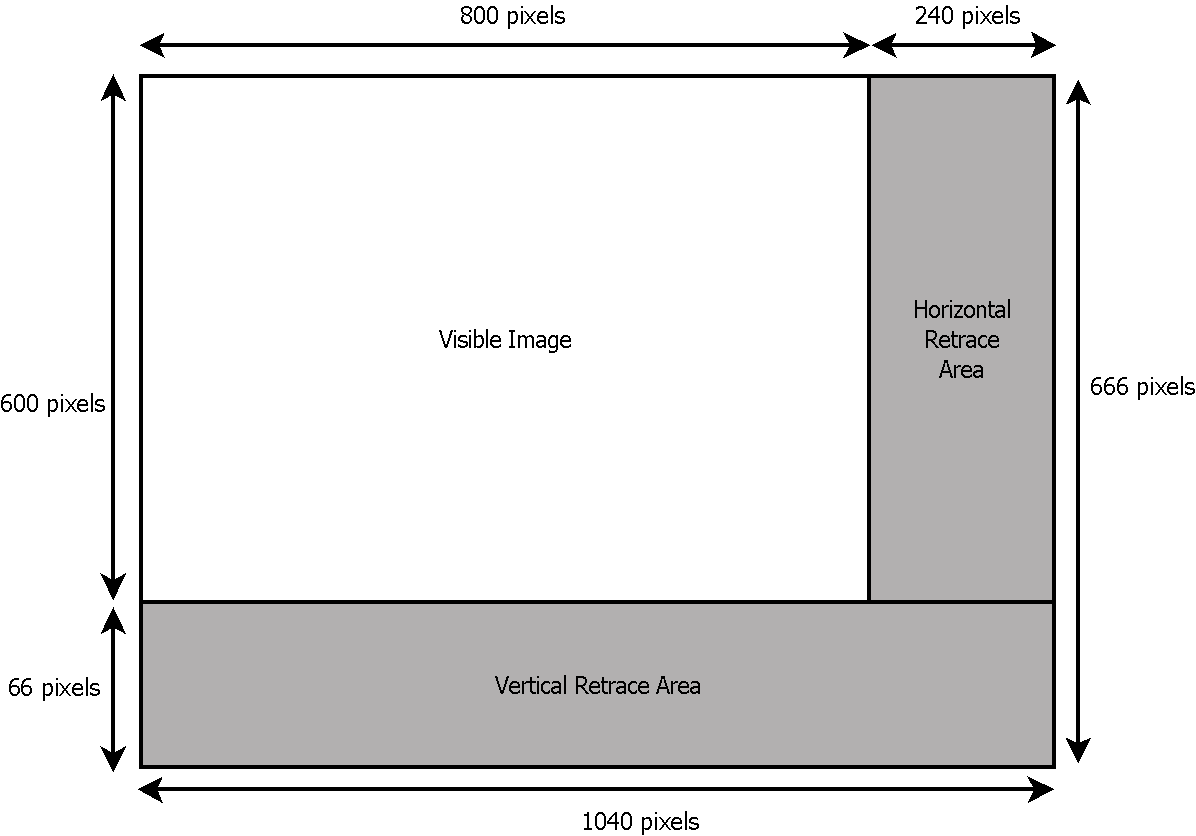 800 pixels
240 pixels
Visible Image
Horizontal
Retrace
Area
600 pixels
666 pixels
66 pixels
Vertical Retrace Area
1040 pixels